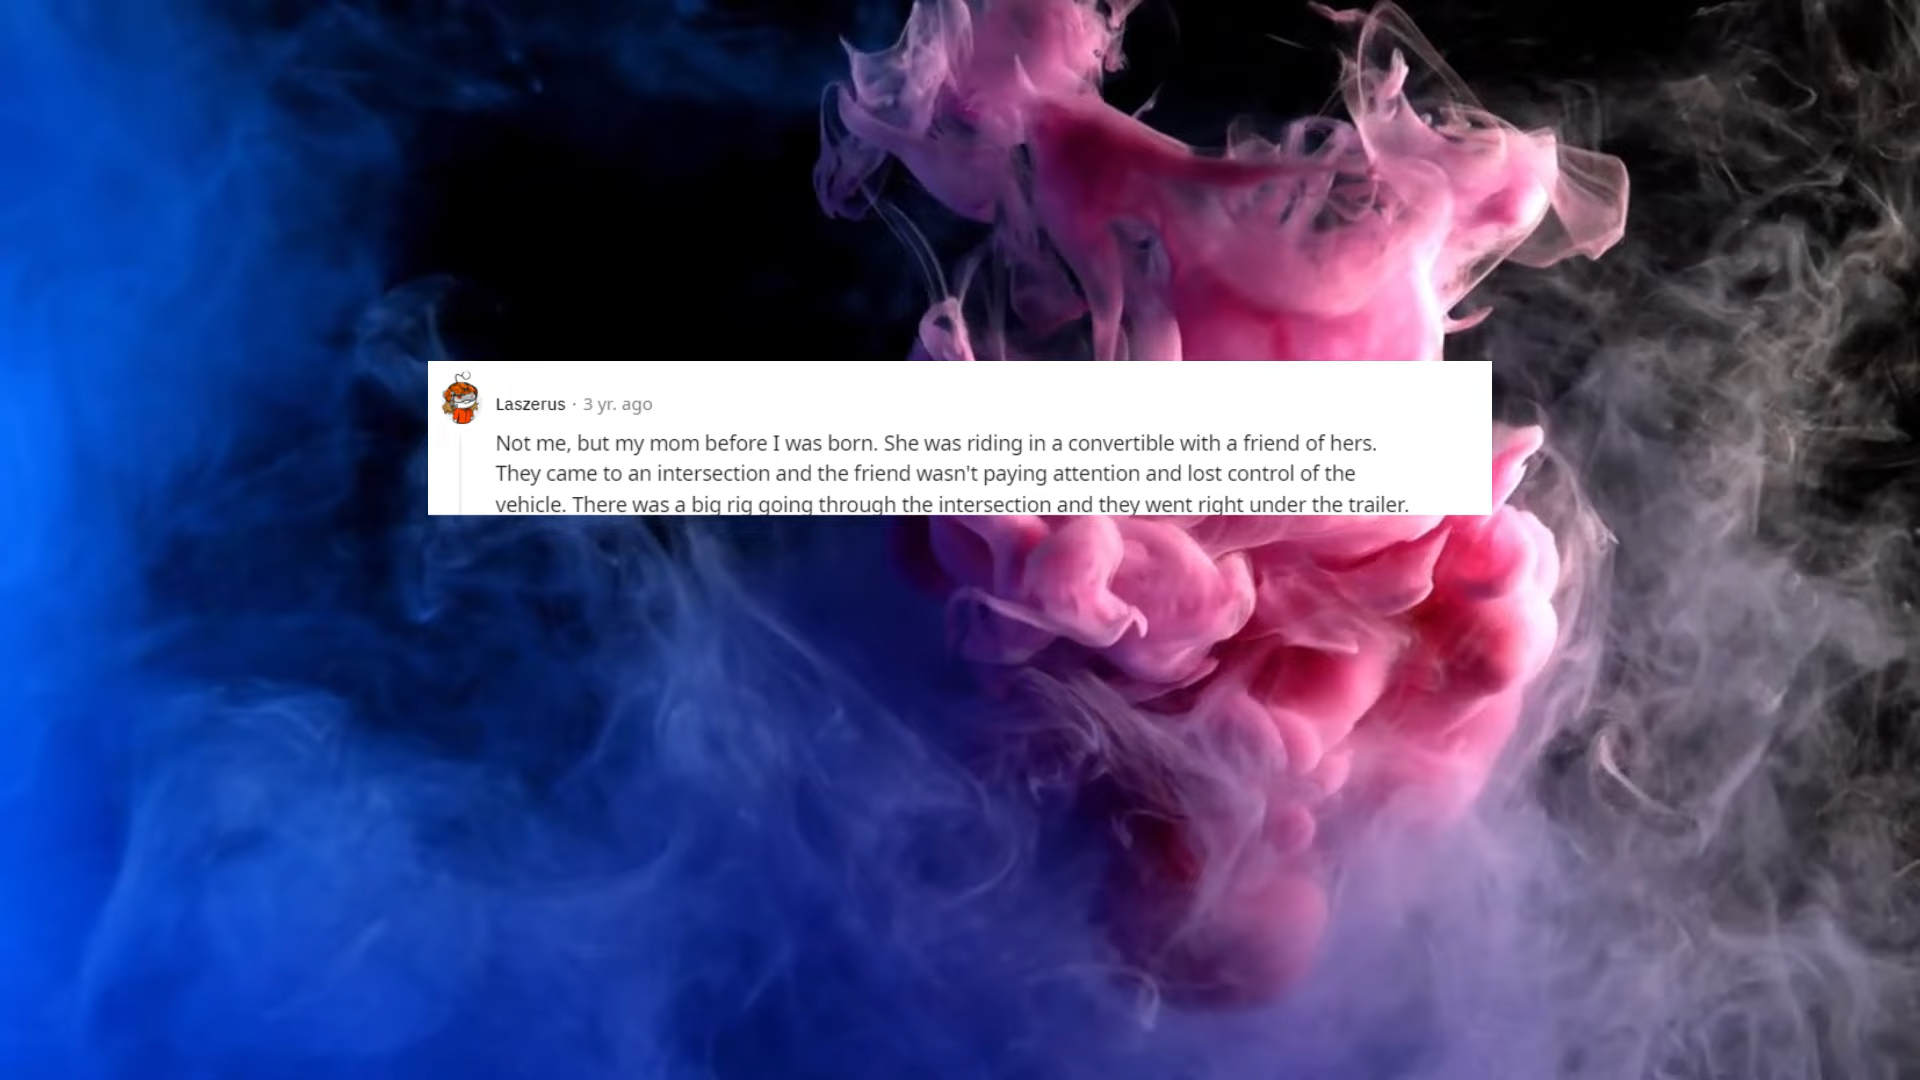 Laszerus · 3 yr. ago
Not me, but my mom before I was born. She was riding in a convertible with a friend of hers.
They came to an intersection and the friend wasn't paying attention and lost control of the
vehicle. There was a big rig going through the intersection and they went right under the trailer.